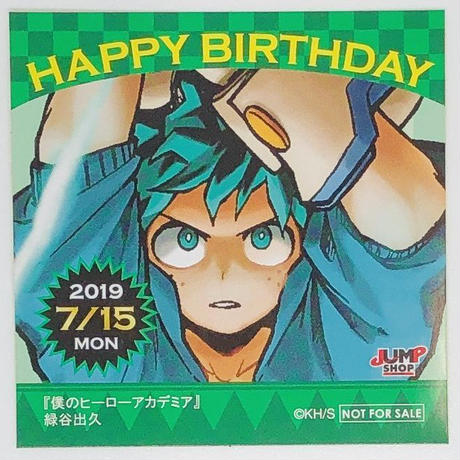 HAPPY BIRTHDAY
2019
7/15
MON
JUMP
SHOP
『僕のヒーローアカデミア』
緑谷出久
©KH/S NOT FOR SALE